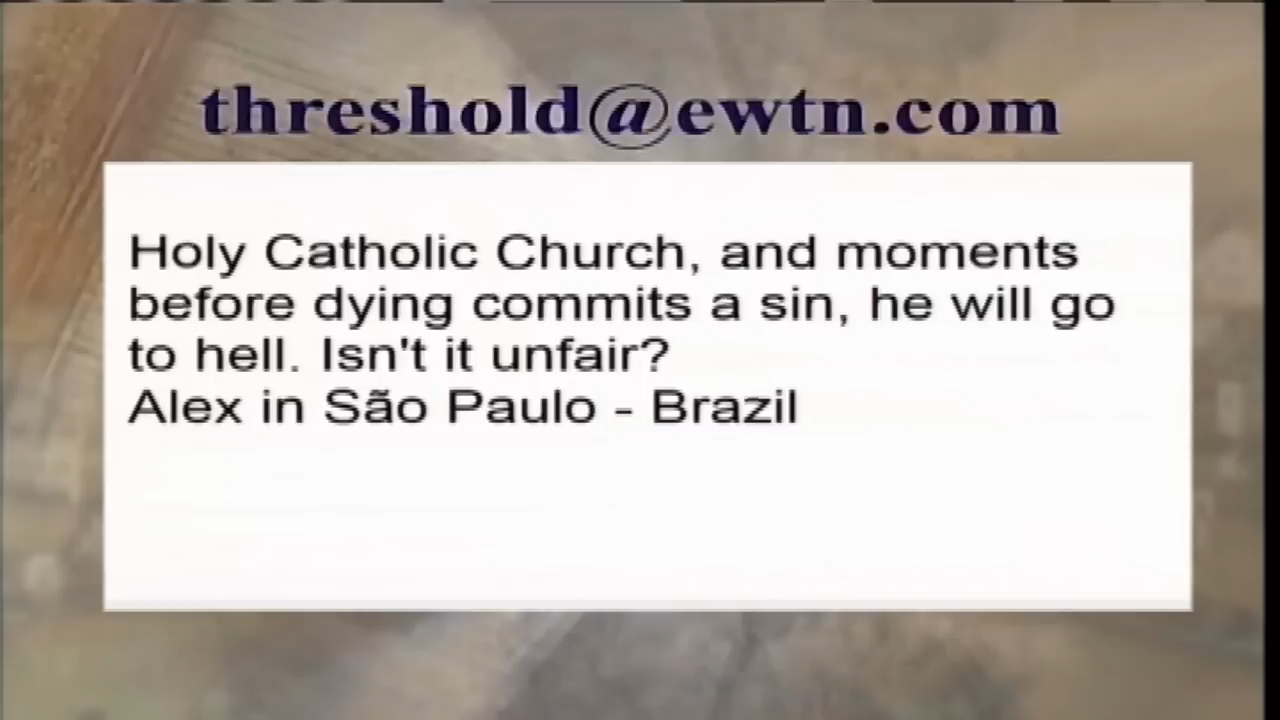 threshold@ewtn.com
Holy Catholic Church, and moments
before dying commits a sin, he will go
to hell. Isn't it unfair?
Alex in São Paulo - Brazil